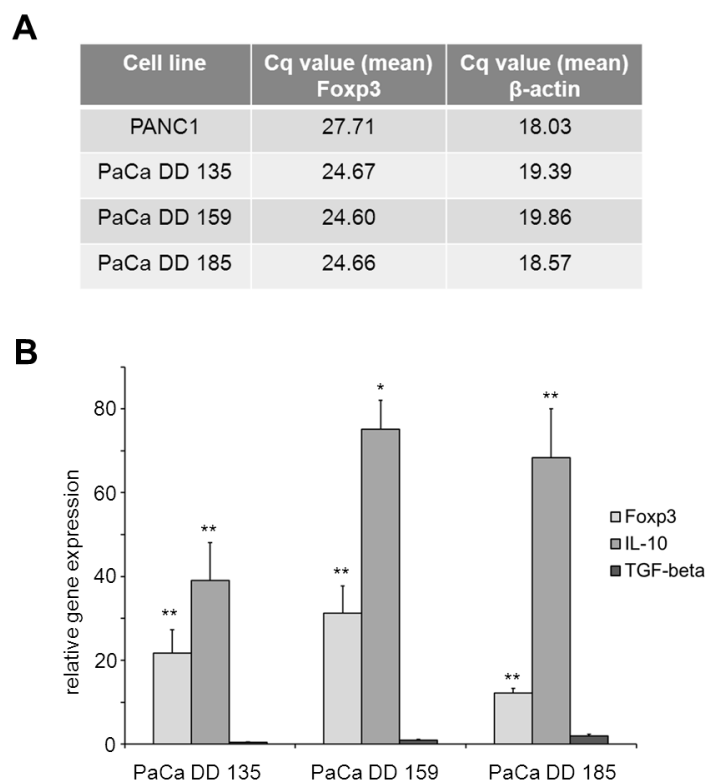 A
Cell line Cq value (mean) Foxp3 Cq value (mean) β-actin
PANC1 27.71 18.03
PaCa DD 135 24.67 19.39
PaCa DD 159 24.60 19.86
PaCa DD 185 24.66 18.57
B
relative gene expression
80
60
40
20
0
** ** ** * ** **
PaCa DD 135 PaCa DD 159 PaCa DD 185
Foxp3
IL-10
TGF-beta